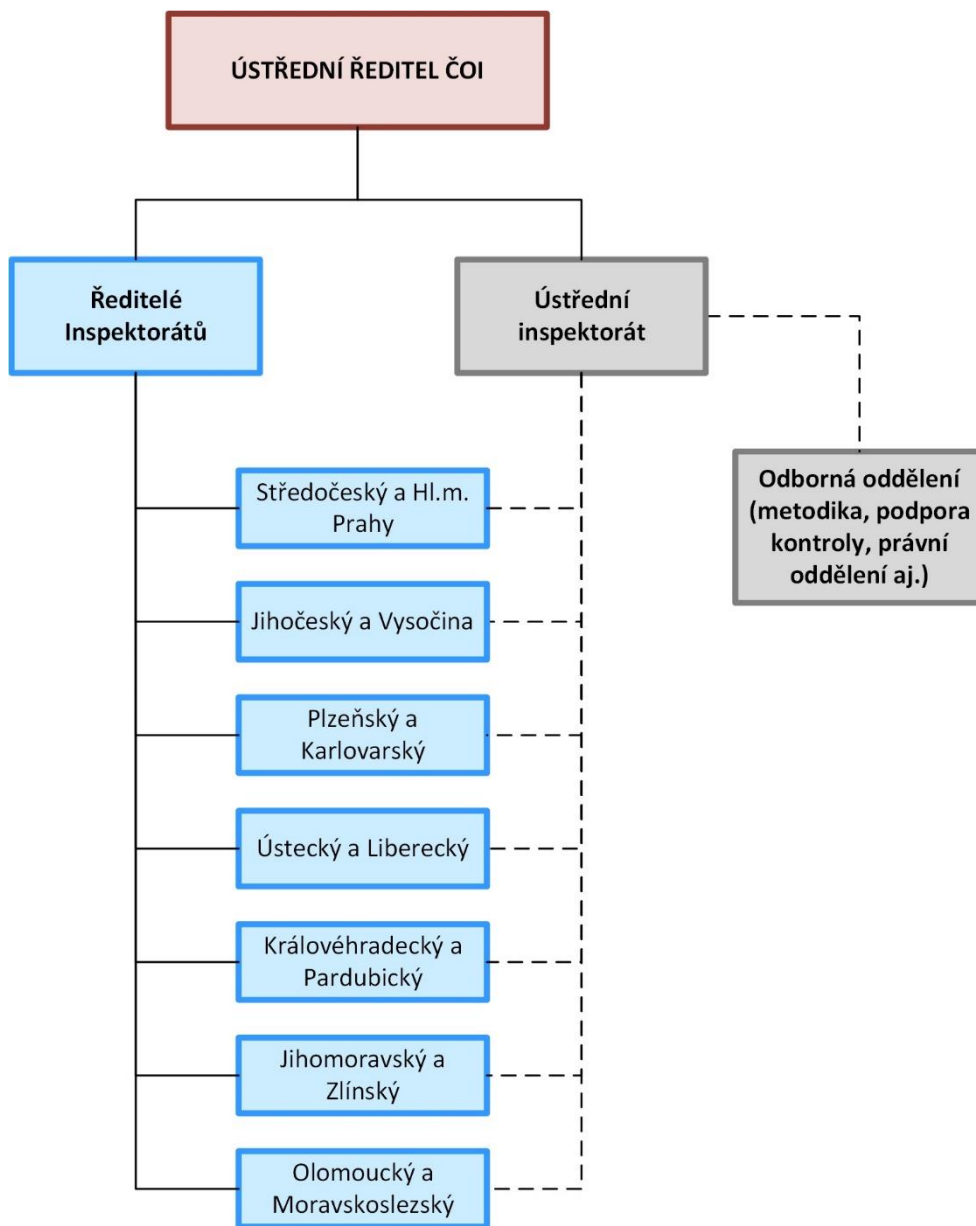 ÚSTŘEDNÍ ŘEDITEL ČOI
Ředitelé
Inspektorátů
Ústřední
inspektorát
Odborná oddělení
(metodika, podpora
kontroly, právní
oddělení aj.)
Středočeský a Hl.m.
Prahy
Jihočeský a Vysočina
Plzeňský a
Karlovarský
Ústecký a Liberecký
Královéhradecký a
Pardubický
Jihomoravský a
Zlínský
Olomoucký a
Moravskoslezský